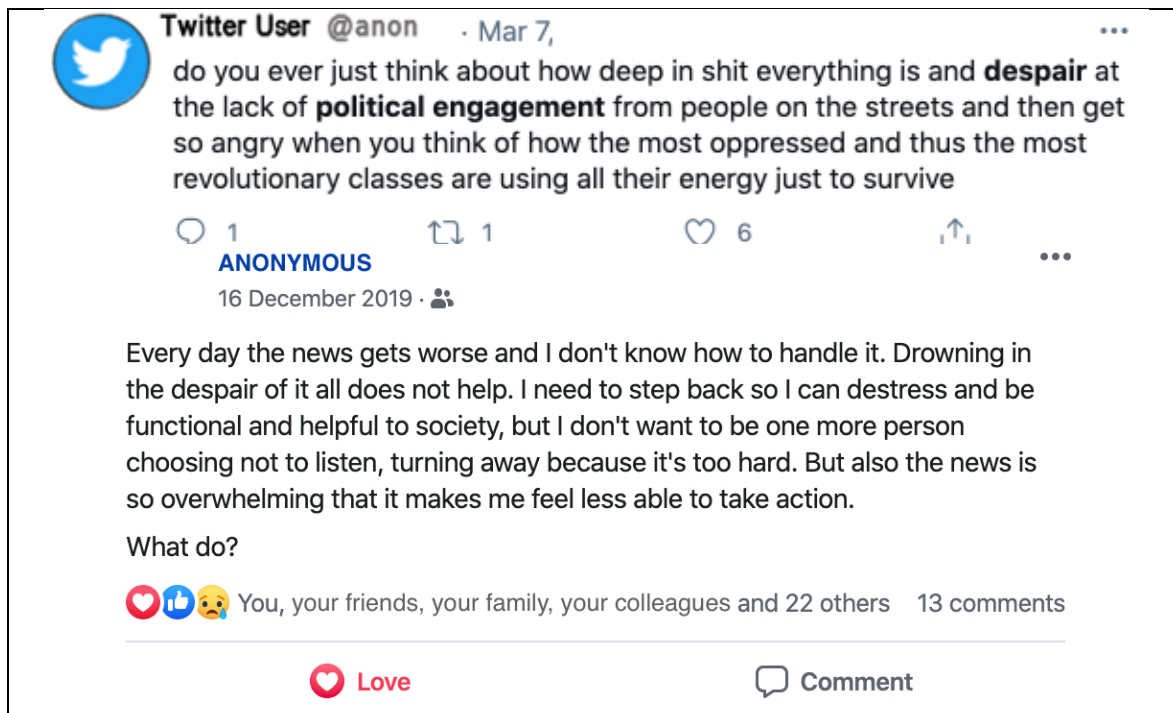 Twitter User @anon · Mar 7,
do you ever just think about how deep in shit everything is and despair at
the lack of political engagement from people on the streets and then get
so angry when you think of how the most oppressed and thus the most
revolutionary classes are using all their energy just to survive
1 1 6
ANONYMOUS
16 December 2019 ·
Every day the news gets worse and I don't know how to handle it. Drowning in
the despair of it all does not help. I need to step back so I can destress and be
functional and helpful to society, but I don't want to be one more person
choosing not to listen, turning away because it's too hard. But also the news is
so overwhelming that it makes me feel less able to take action.
What do?
You, your friends, your family, your colleagues and 22 others 13 comments
Love Comment